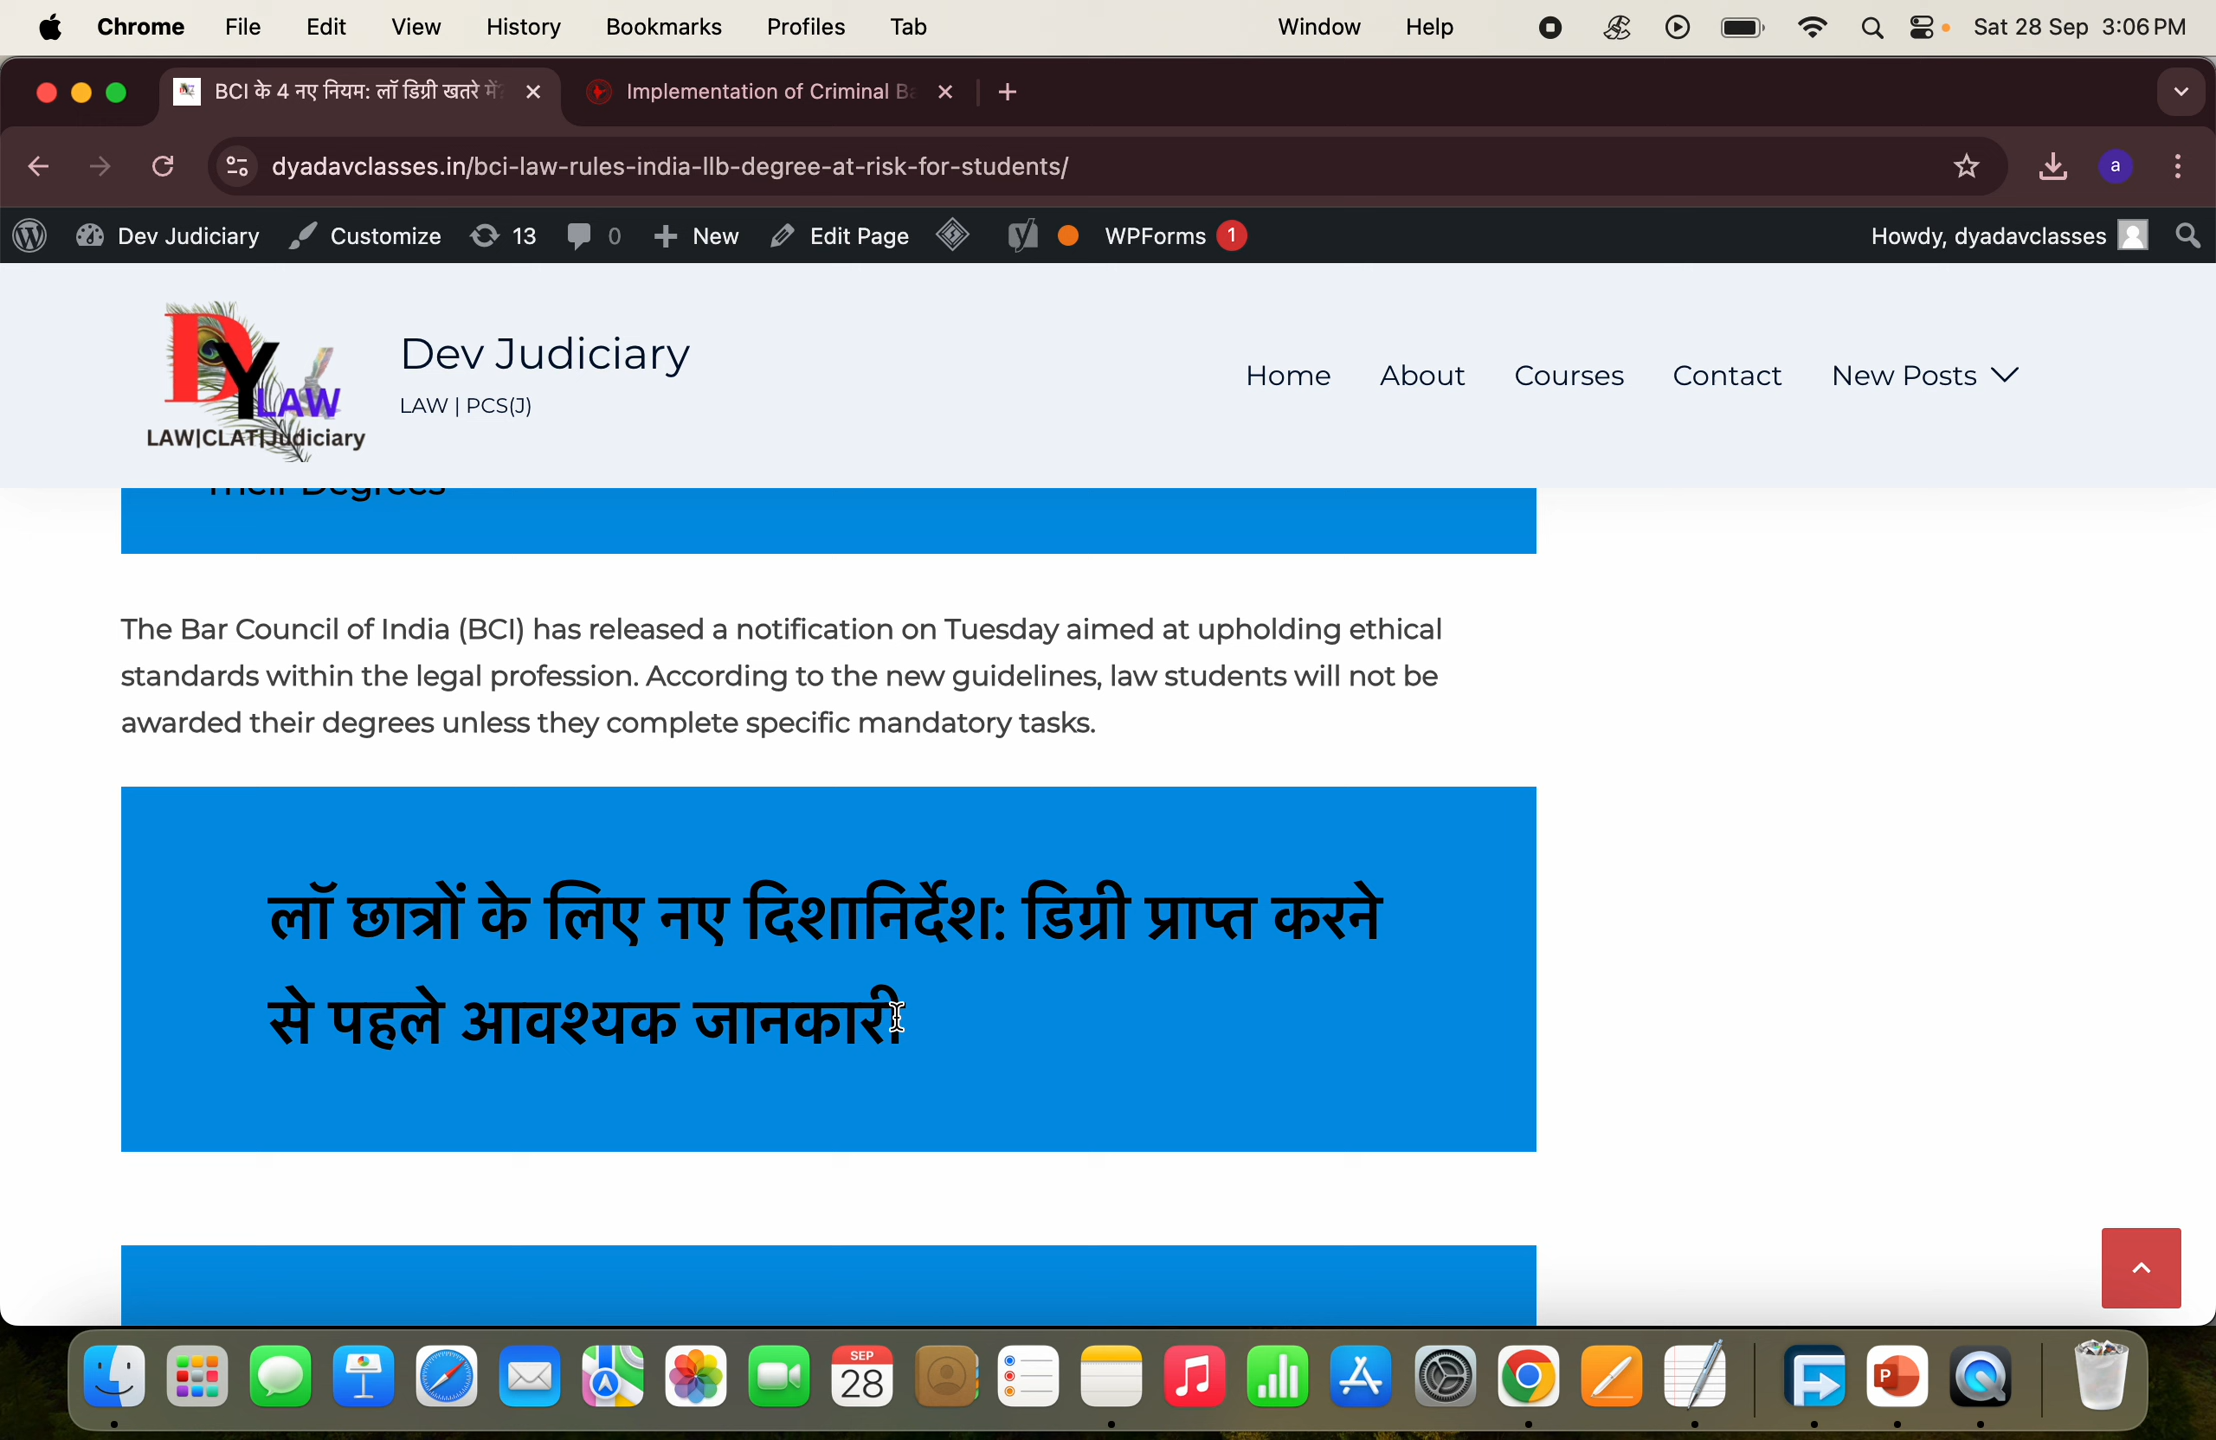 Chrome File Edit View History Bookmarks Profiles Tab Window Help Sat 28 Sep 3:06 PM
BCI के 4 नए नियम: लॉ डिग्री खतरे में Implementation of Criminal Ba
dyadavclasses.in/bci-law-rules-india-llb-degree-at-risk-for-students/ a
Dev Judiciary Customize 13 0 New Edit Page WPForms 1 Howdy, dyadavclasses
DY LAW
LAW|CLAT|Judiciary
Dev Judiciary
LAW | PCS(J)
Home About Courses Contact New Posts
Their Degrees
The Bar Council of India (BCI) has released a notification on Tuesday aimed at upholding ethical
standards within the legal profession. According to the new guidelines, law students will not be
awarded their degrees unless they complete specific mandatory tasks.
लॉ छात्रों के लिए नए दिशानिर्देश: डिग्री प्राप्त करने
से पहले आवश्यक जानकारी
SEP
28